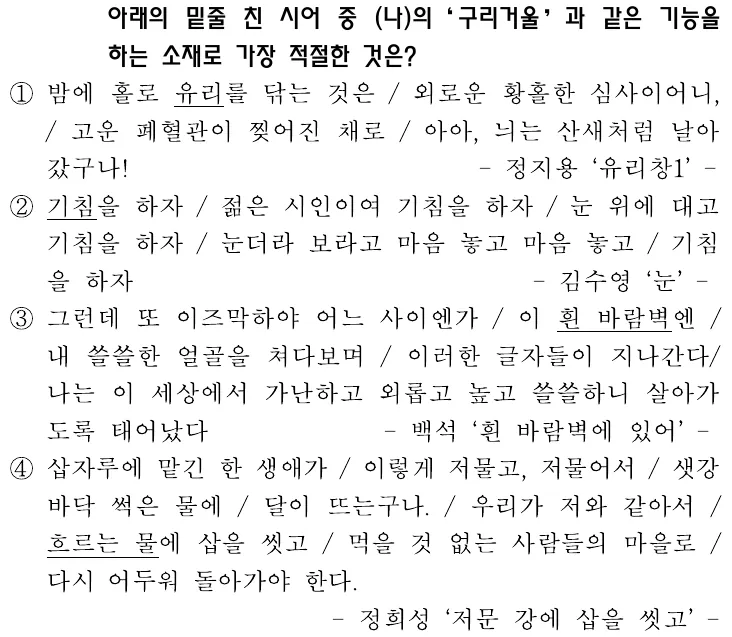 아래의 밑줄 친 시어 중 (나)의 ‘구리거울’과 같은 기능을
하는 소재로 가장 적절한 것은?
① 밤에 홀로 유리를 닦는 것은 / 외로운 황홀한 심사이어니,
/ 고운 폐혈관이 찢어진 채로 / 아아, 늬는 산새처럼 날아
갔구나! - 정지용 ‘유리창1’ -
② 기침을 하자 / 젊은 시인이여 기침을 하자 / 눈 위에 대고
기침을 하자 / 눈더러 보라고 마음 놓고 마음 놓고 / 기침
을 하자 - 김수영 ‘눈’ -
③ 그런데 또 이즈막하야 어느 사이엔가 / 이 흰 바람벽엔 /
내 쓸쓸한 얼골을 쳐다보며 / 이러한 글자들이 지나간다/
나는 이 세상에서 가난하고 외롭고 높고 쓸쓸하니 살아가
도록 태어났다 - 백석 ‘흰 바람벽에 있어’ -
④ 삽자루에 맡긴 한 생애가 / 이렇게 저물고, 저물어서 / 샛강
바닥 썩은 물에 / 달이 뜨는구나. / 우리가 저와 같아서 /
흐르는 물에 삽을 씻고 / 먹을 것 없는 사람들의 마을로 /
다시 어두워 돌아가야 한다.
- 정희성 ‘저문 강에 삽을 씻고’ -